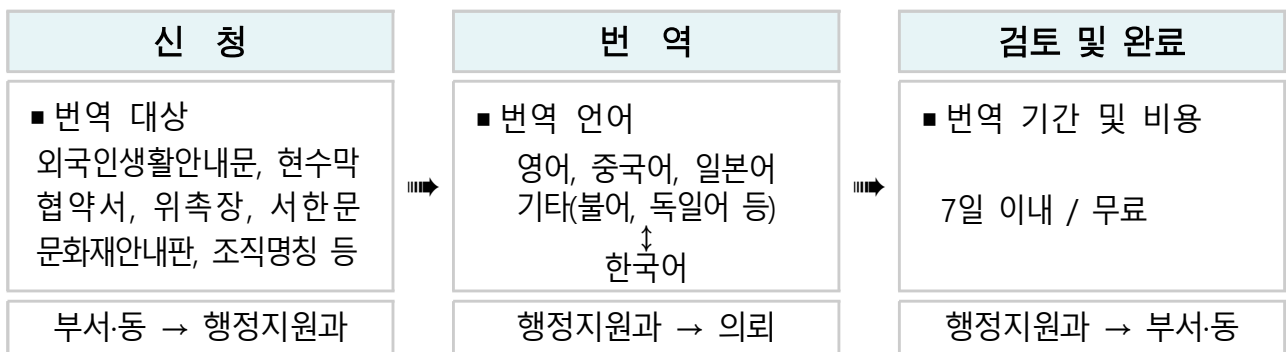 신 청
■ 번역 대상
외국인생활안내문, 현수막
협약서, 위촉장, 서한문
문화재안내판, 조직명칭 등
부서·동 → 행정지원과
➠
번 역
■ 번역 언어
영어, 중국어, 일본어
기타(불어, 독일어 등)
↕
한국어
행정지원과 → 의뢰
➠
검토 및 완료
■ 번역 기간 및 비용
7일 이내 / 무료
행정지원과 → 부서·동